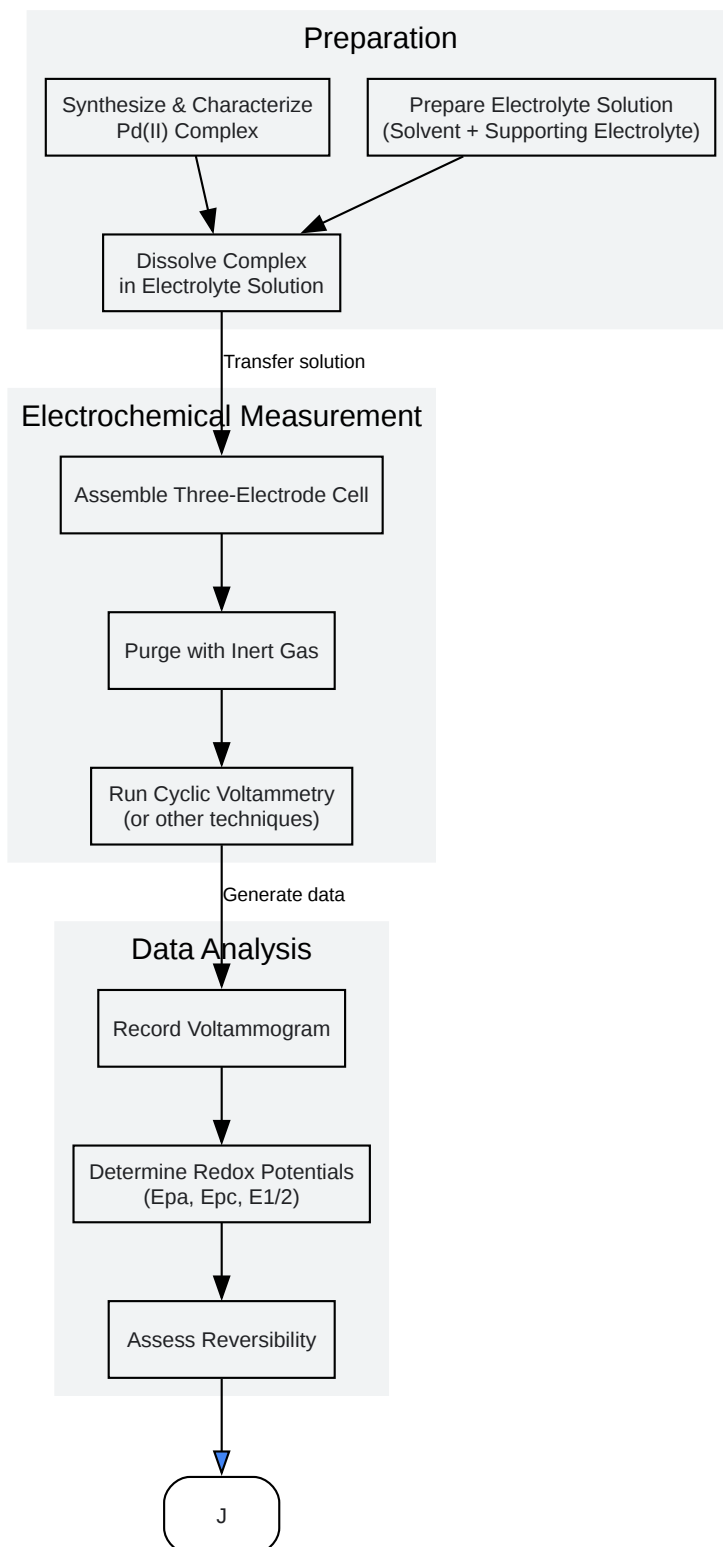 Preparation
Synthesize & Characterize
Pd(II) Complex
Prepare Electrolyte Solution
(Solvent + Supporting Electrolyte)
Dissolve Complex
in Electrolyte Solution
Transfer solution
Electrochemical Measurement
Assemble Three-Electrode Cell
Purge with Inert Gas
Run Cyclic Voltammetry
(or other techniques)
Generate data
Data Analysis
Record Voltammogram
Determine Redox Potentials
(Epa, Epc, E1/2)
Assess Reversibility
J